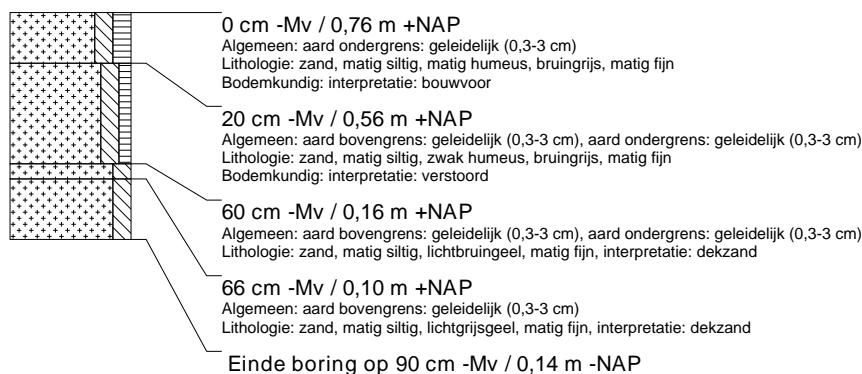 0 cm -Mv / 0,76 m +NAP
Algemeen: aard ondergrens: geleidelijk (0,3-3 cm)
Lithologie: zand, matig siltig, matig humeus, bruingrijs, matig fijn
Bodemkundig: interpretatie: bouwvoor
20 cm -Mv / 0,56 m +NAP
Algemeen: aard bovengrens: geleidelijk (0,3-3 cm), aard ondergrens: geleidelijk (0,3-3 cm)
Lithologie: zand, matig siltig, zwak humeus, bruingrijs, matig fijn
Bodemkundig: interpretatie: verstoord
60 cm -Mv / 0,16 m +NAP
Algemeen: aard bovengrens: geleidelijk (0,3-3 cm), aard ondergrens: geleidelijk (0,3-3 cm)
Lithologie: zand, matig siltig, lichtbruingeel, matig fijn, interpretatie: dekzand
66 cm -Mv / 0,10 m +NAP
Algemeen: aard bovengrens: geleidelijk (0,3-3 cm)
Lithologie: zand, matig siltig, lichtgrijsgeel, matig fijn, interpretatie: dekzand
Einde boring op 90 cm -Mv / 0,14 m -NAP